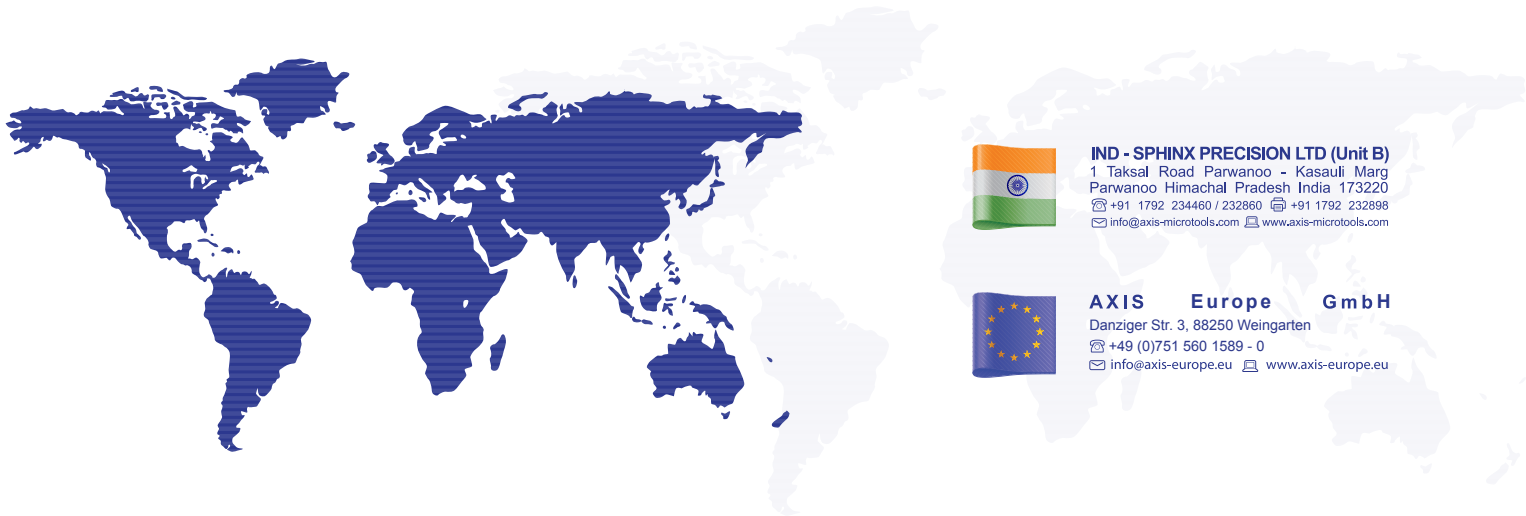 IND - SPHINX PRECISION LTD (Unit B)
1 Taksal Road Parwanoo - Kasauli Marg
Parwanoo Himachal Pradesh India 173220
+91 1792 234460 / 232860 +91 1792 232898
info@axis-microtools.com www.axis-microtools.com
AXIS Europe GmbH
Danziger Str. 3, 88250 Weingarten
+49 (0)751 560 1589 - 0
info@axis-europe.eu www.axis-europe.eu